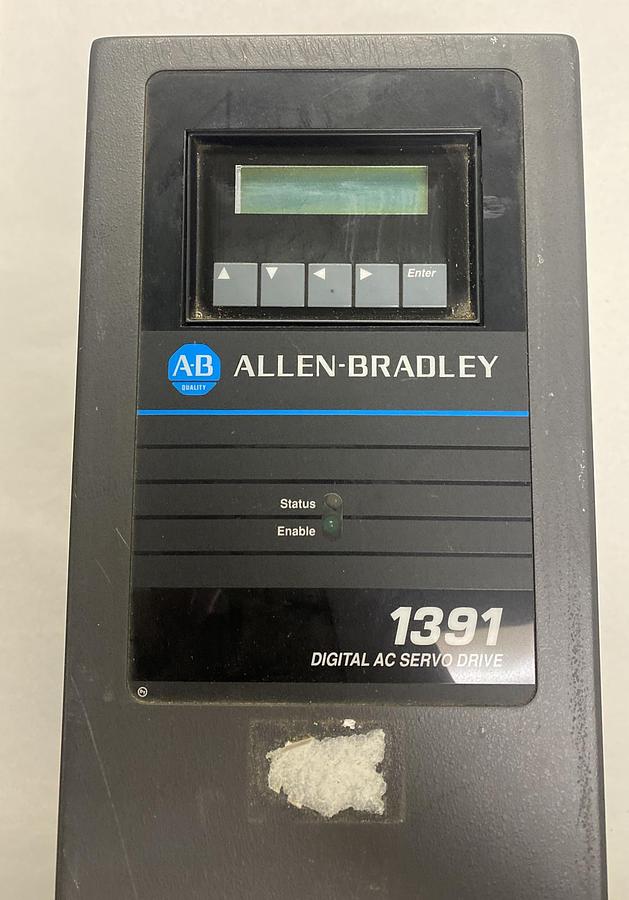 Enter
A-B
QUALITY
ALLEN-BRADLEY
Status
Enable
1391
DIGITAL AC SERVO DRIVE